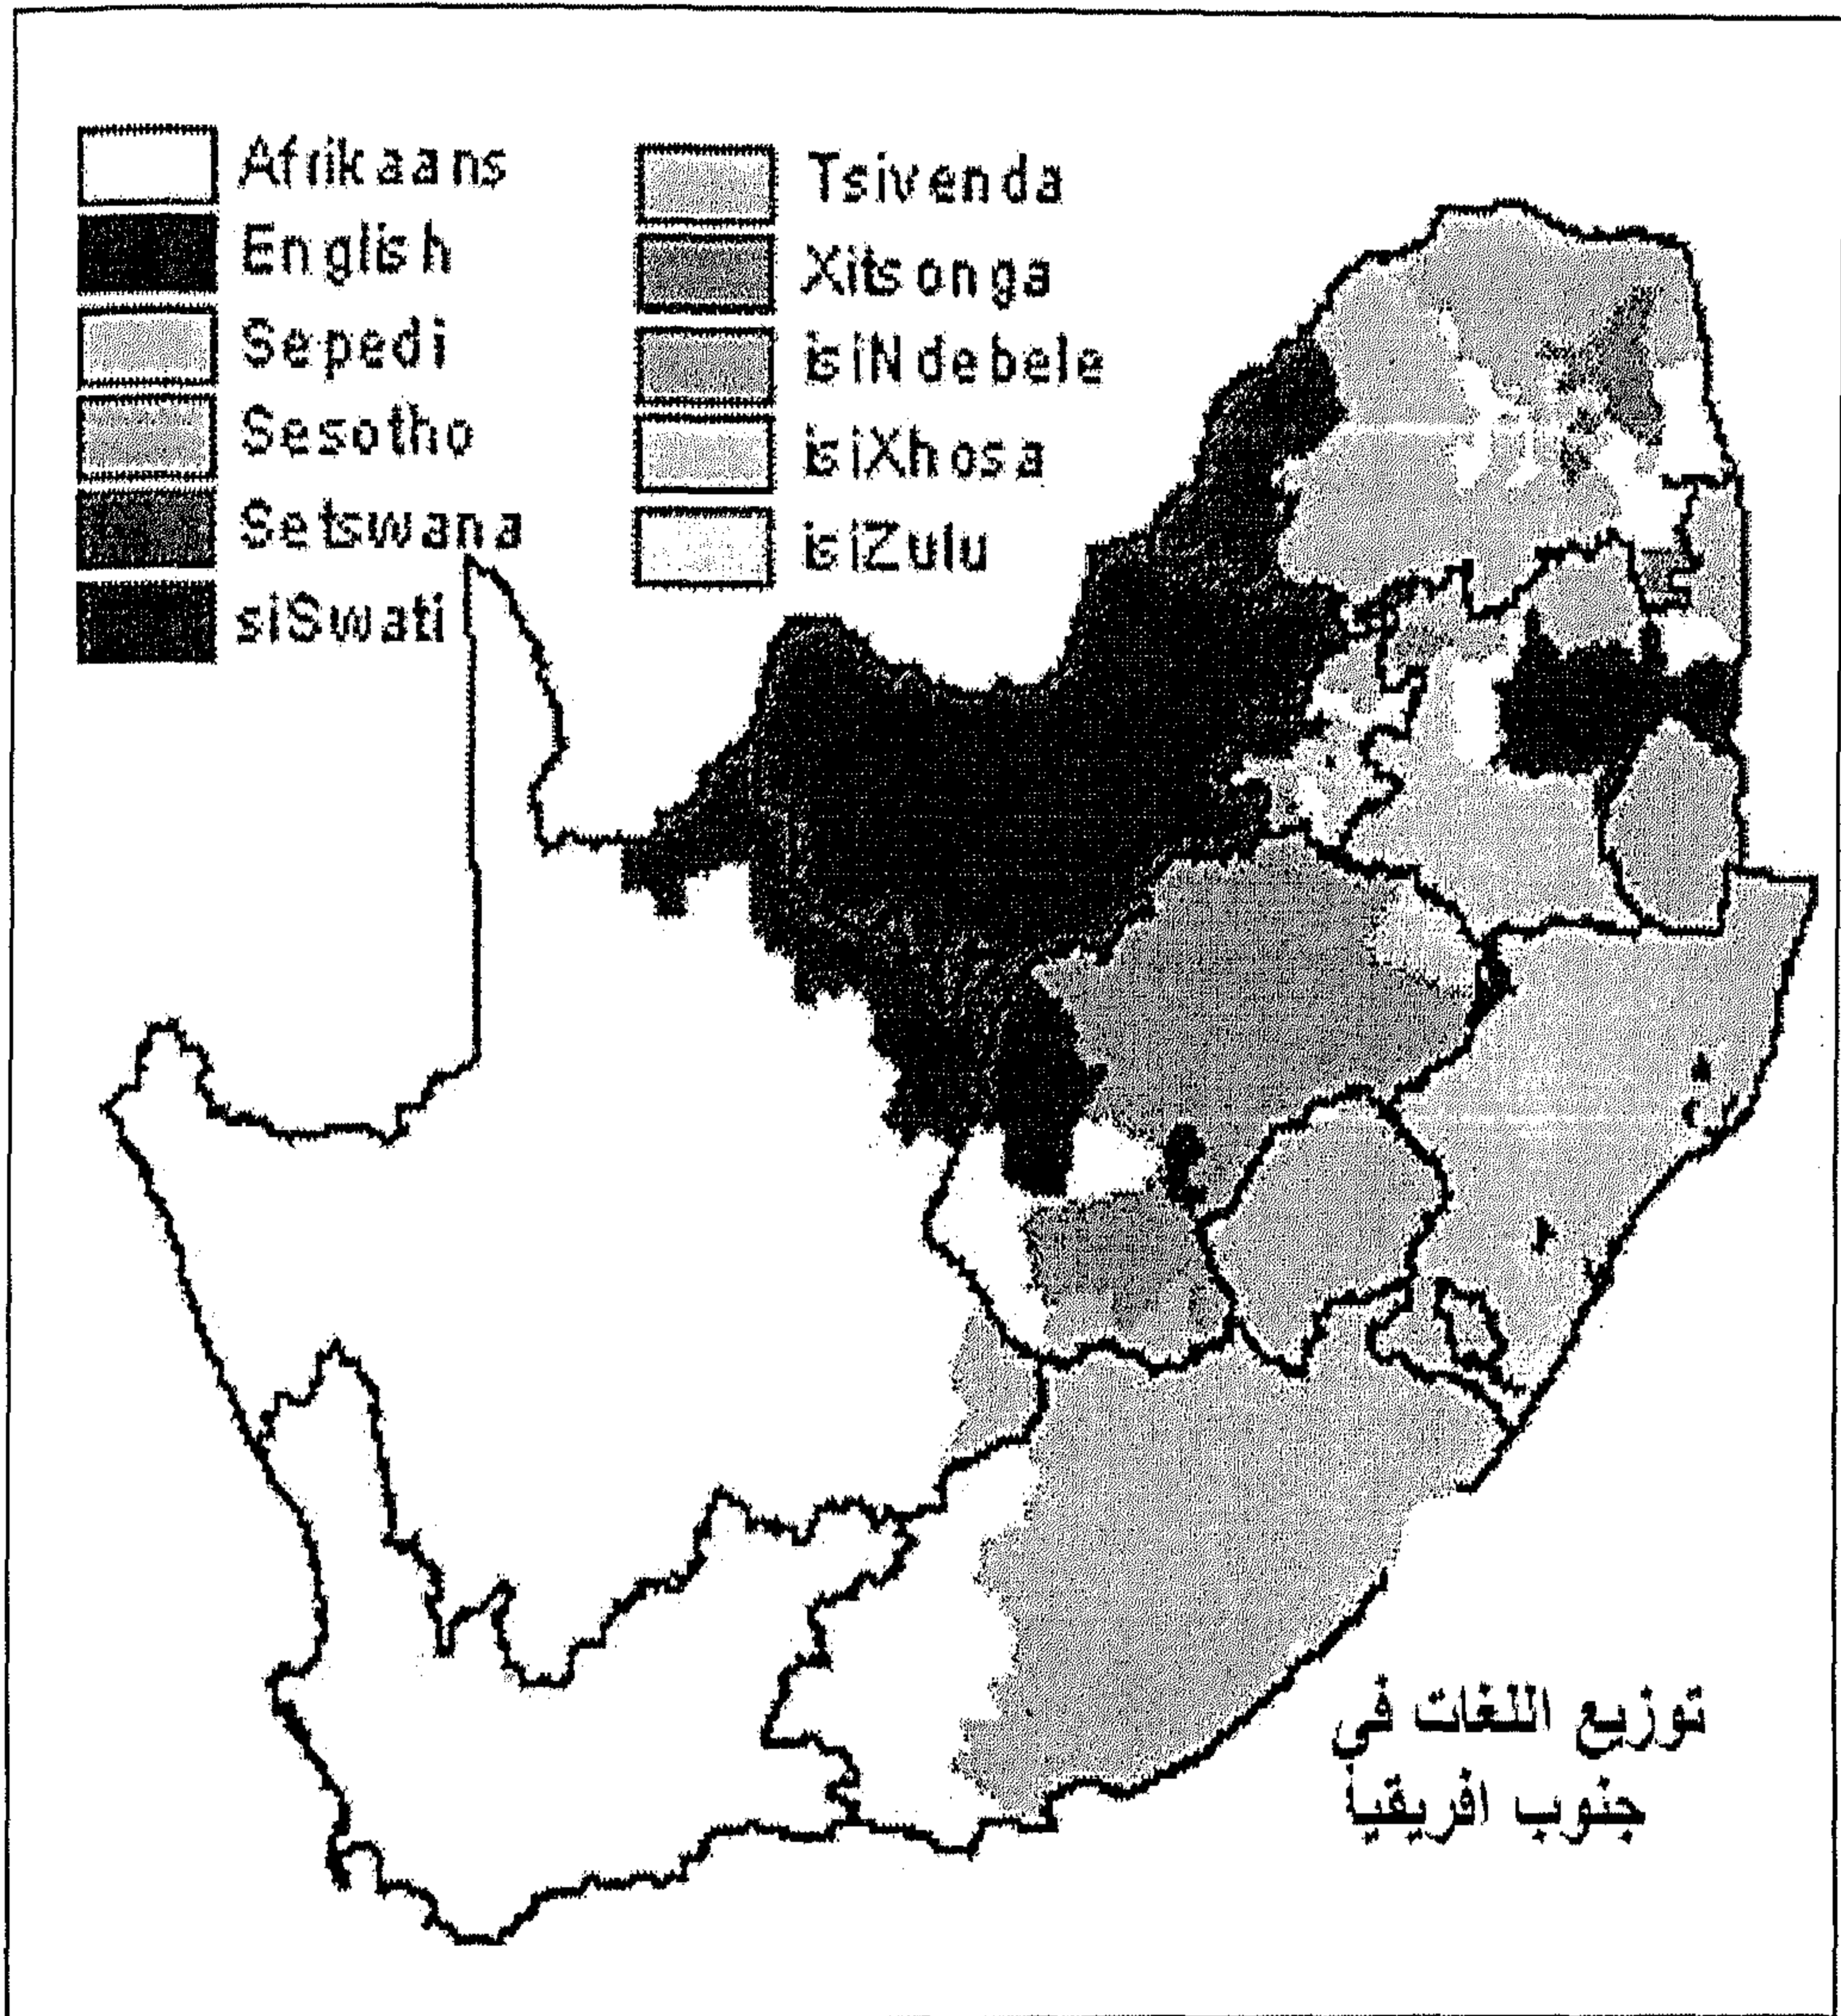 Afrikaans
English
Sepedi
Sesotho
Setswana
siSwati
Tsivenda
Xitsonga
isiNdebele
isiXhosa
isiZulu
توزيع اللغات في
جنوب افريقيا